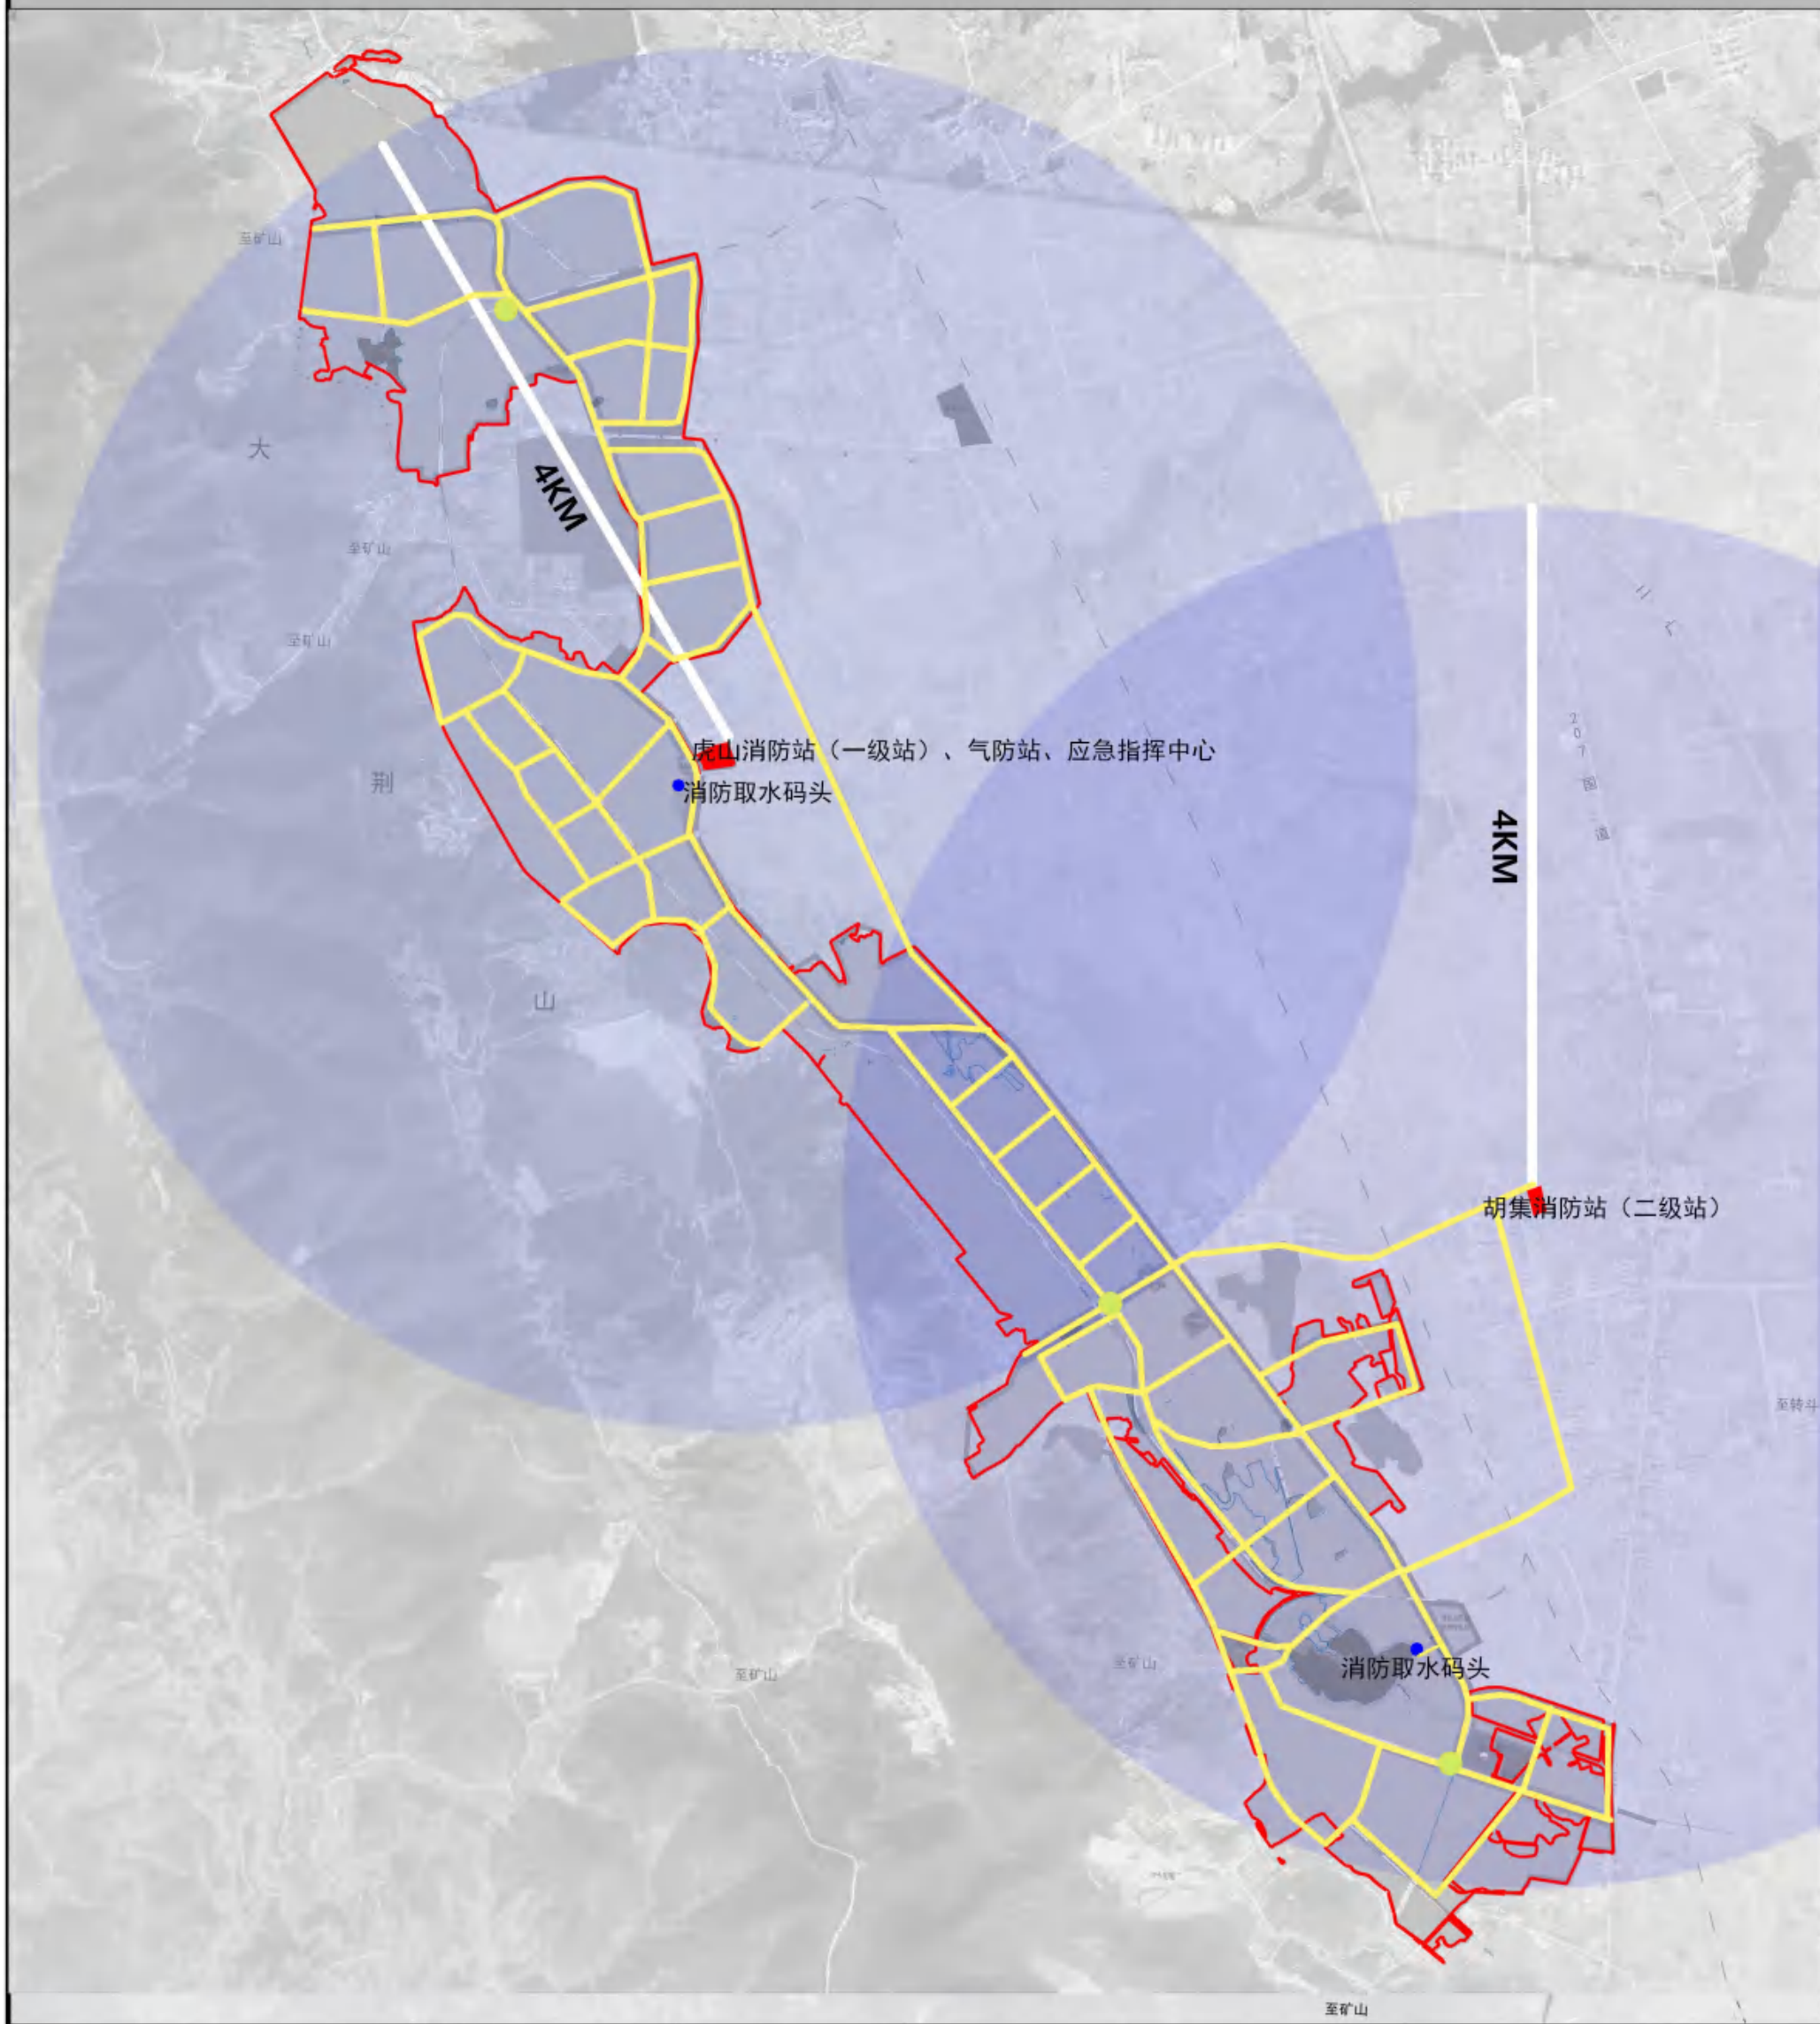 至矿山
大
4KM
至矿山
至矿山
207国道
虎山消防站（一级站）、气防站、应急指挥中心
荆
消防取水码头
4KM
山
胡集消防站（二级站）
至转斗
至矿山
至矿山
消防取水码头
至矿山